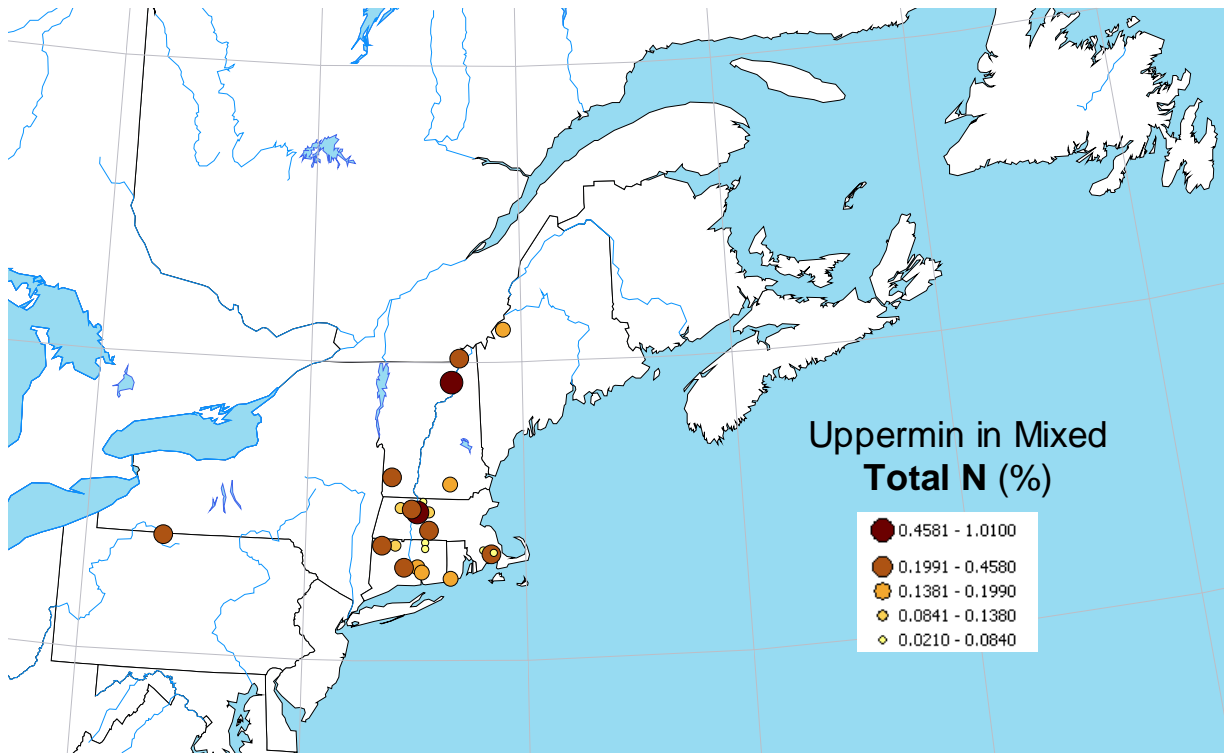 Uppermin in Mixed
Total N (%)
0.4581 - 1.0100
0.1991 - 0.4580
0.1381 - 0.1990
0.0841 - 0.1380
0.0210 - 0.0840